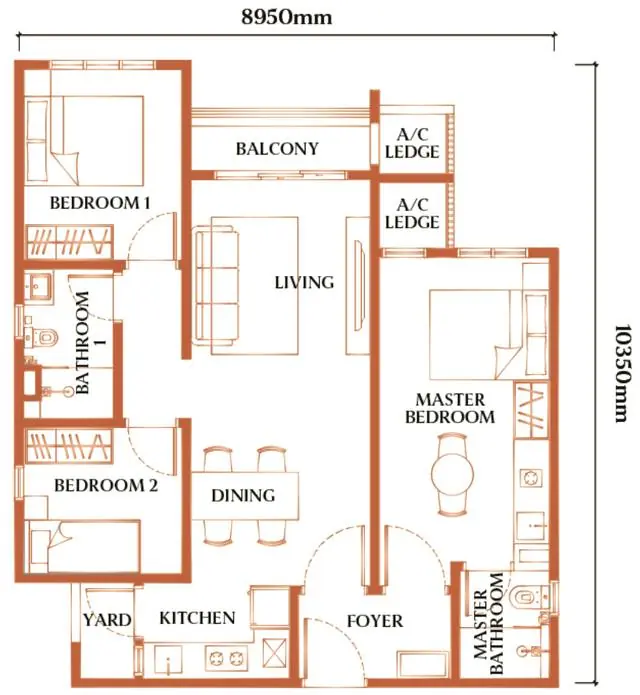 8950mm
BALCONY
A/C
LEDGE
BEDROOM 1
A/C
LEDGE
LIVING
BATHROOM
1
10350mm
MASTER
BEDROOM
BEDROOM 2
DINING
YARD
KITCHEN
FOYER
MASTER
BATHROOM